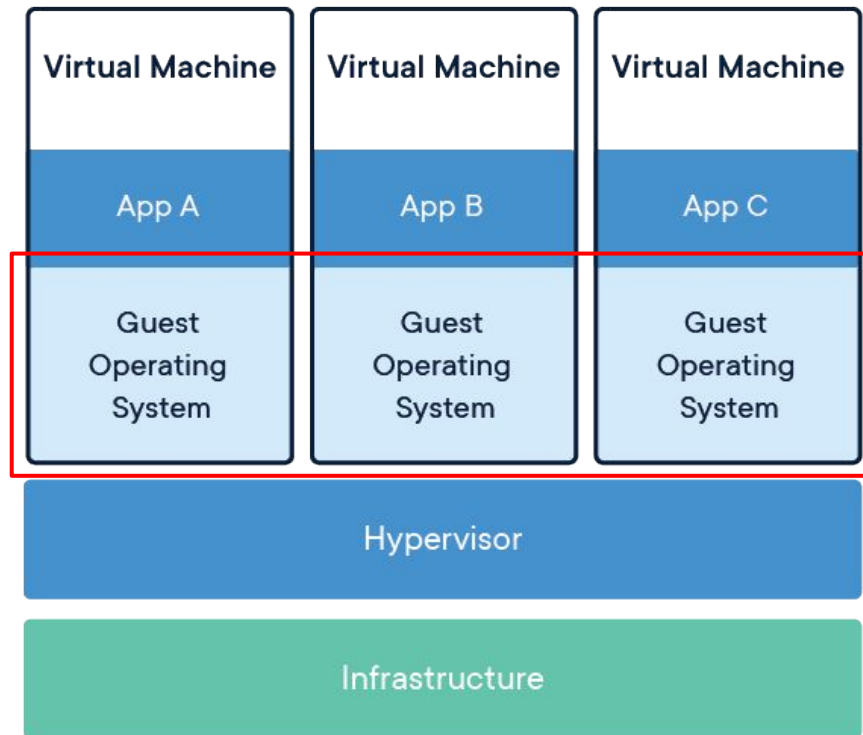 Virtual Machine Virtual Machine Virtual Machine
App A App B App C
Guest Guest Guest
Operating Operating Operating
System System System
Hypervisor
Infrastructure